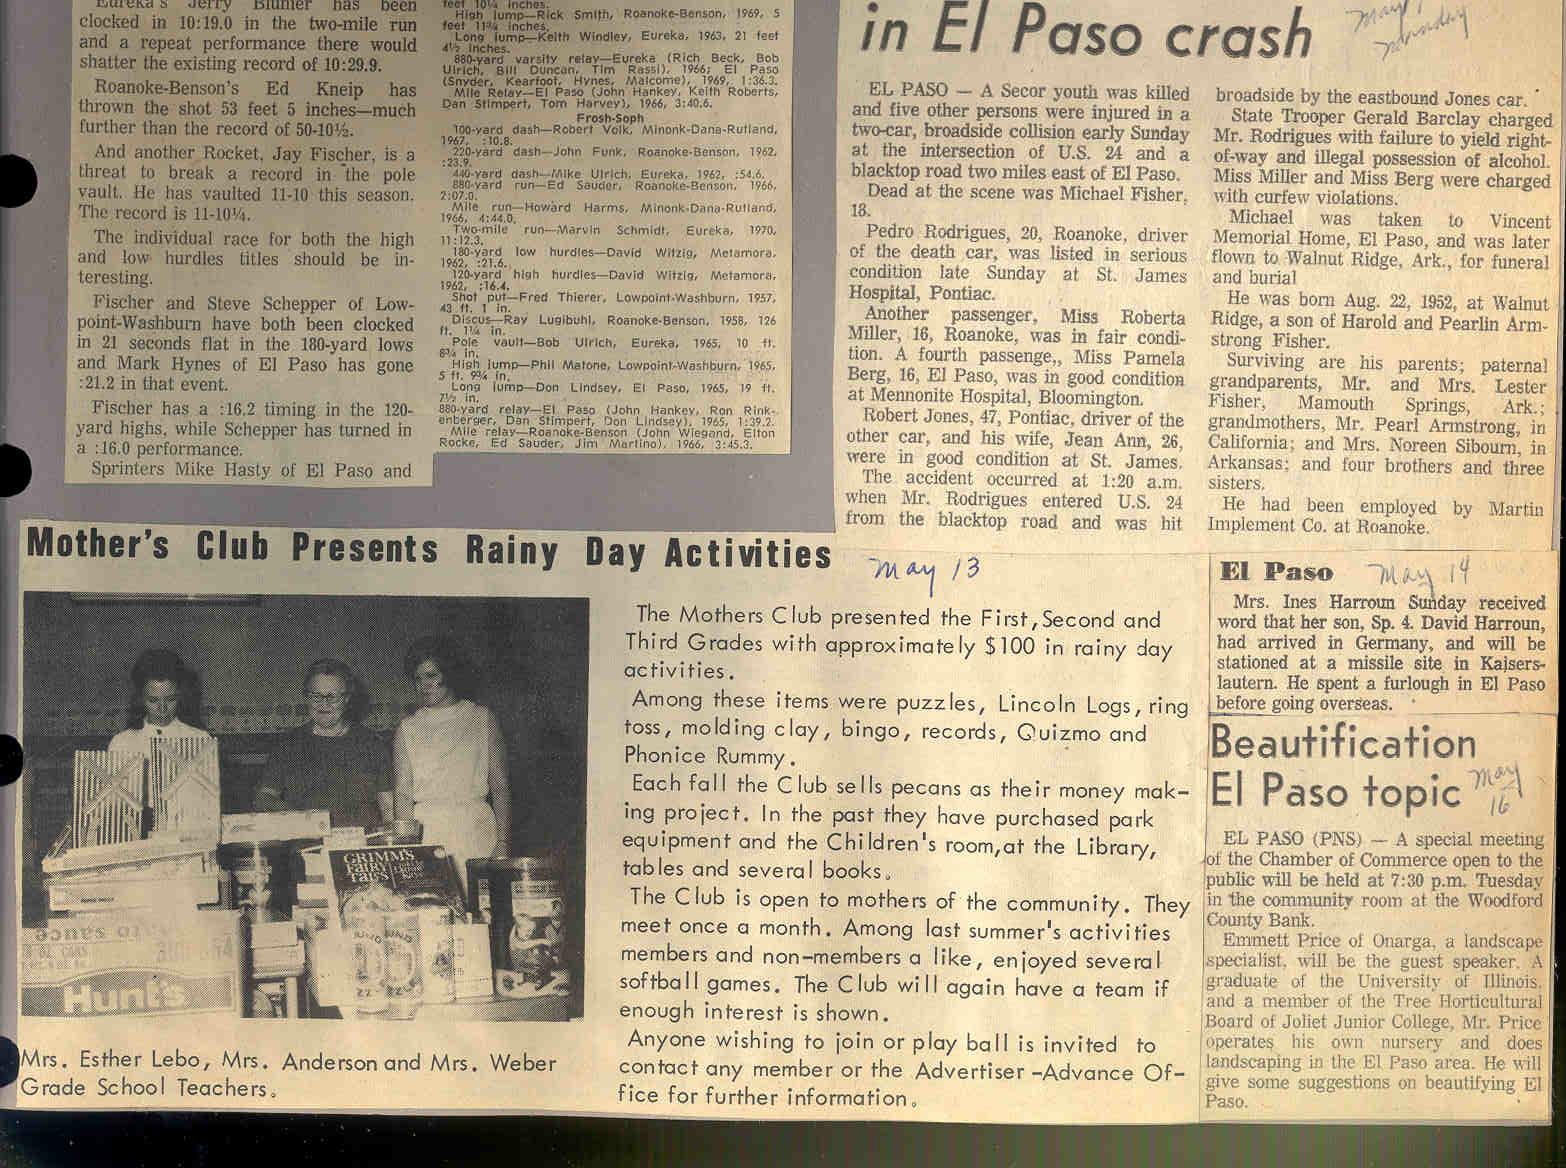 Eureka's Jerry Blumer has been
clocked in 10:19.0 in the two-mile run
and a repeat performance there would
shatter the existing record of 10:29.9.
Roanoke-Benson's Ed Kneip has
thrown the shot 53 feet 5 inches—much
further than the record of 50-10½.
And another Rocket, Jay Fischer, is a
threat to break a record in the pole
vault. He has vaulted 11-10 this season.
The record is 11-10¼.
The individual race for both the high
and low hurdles titles should be in-
teresting.
Fischer and Steve Schepper of Low-
point-Washburn have both been clocked
in 21 seconds flat in the 180-yard lows
and Mark Hynes of El Paso has gone
:21.2 in that event.
Fischer has a :16.2 timing in the 120-
yard highs, while Schepper has turned in
a :16.0 performance.
Sprinters Mike Hasty of El Paso and
feet 10¼ inches.
High jump—Rick Smith, Roanoke-Benson, 1969, 5
feet 11¾ inches.
Long jump—Keith Windley, Eureka, 1963, 21 feet
4½ inches.
880-yard varsity relay—Eureka (Rich Beck, Bob
Ulrich, Bill Duncan, Tim Rassi), 1966; El Paso
(Snyder, Kearfoot, Hynes, Malcome), 1969, 1:36.3.
Mile Relay—El Paso (John Hankey, Keith Roberts,
Dan Stimpert, Tom Harvey), 1966, 3:40.6.
Frosh-Soph
100-yard dash—Robert Volk, Minonk-Dana-Rutland,
1967, :10.8.
220-yard dash—John Funk, Roanoke-Benson, 1962,
:23.9.
440-yard dash—Mike Ulrich, Eureka, 1962, :54.6.
880-yard run—Ed Sauder, Roanoke-Benson, 1966,
2:07.0.
Mile run—Howard Harms, Minonk-Dana-Rutland,
1966, 4:44.0.
Two-mile run—Marvin Schmidt, Eureka, 1970,
11:12.3.
180-yard low hurdles—David Witzig, Metamora,
1962, :21.6.
120-yard high hurdles—David Witzig, Metamora,
1962, :16.4.
Shot put—Fred Thierer, Lowpoint-Washburn, 1957,
43 ft. 1 in.
Discus—Ray Lugibuhl, Roanoke-Benson, 1958, 126
ft. 1¼ in.
Pole vault—Bob Ulrich, Eureka, 1965, 10 ft.
8¾ in.
High jump—Phil Matone, Lowpoint-Washburn, 1965,
5 ft. 9¾ in.
Long jump—Don Lindsey, El Paso, 1965, 19 ft.
7½ in.
880-yard relay—El Paso (John Hankey, Ron Rink-
enberger, Dan Stimpert, Don Lindsey), 1965, 1:39.2.
Mile relay—Roanoke-Benson (John Wiegand, Elton
Rocke, Ed Sauder, Jim Martino), 1966, 3:45.3.
in El Paso crash
May
Monday
EL PASO — A Secor youth was killed
and five other persons were injured in a
two-car, broadside collision early Sunday
at the intersection of U.S. 24 and a
blacktop road two miles east of El Paso.
Dead at the scene was Michael Fisher,
18.
Pedro Rodrigues, 20, Roanoke, driver
of the death car, was listed in serious
condition late Sunday at St. James
Hospital, Pontiac.
Another passenger, Miss Roberta
Miller, 16, Roanoke, was in fair condi-
tion. A fourth passenge,, Miss Pamela
Berg, 16, El Paso, was in good condition
at Mennonite Hospital, Bloomington.
Robert Jones, 47, Pontiac, driver of the
other car, and his wife, Jean Ann, 26,
were in good condition at St. James.
The accident occurred at 1:20 a.m.
when Mr. Rodrigues entered U.S. 24
from the blacktop road and was hit
broadside by the eastbound Jones car.
State Trooper Gerald Barclay charged
Mr. Rodrigues with failure to yield right-
of-way and illegal possession of alcohol.
Miss Miller and Miss Berg were charged
with curfew violations.
Michael was taken to Vincent
Memorial Home, El Paso, and was later
flown to Walnut Ridge, Ark., for funeral
and burial
He was born Aug. 22, 1952, at Walnut
Ridge, a son of Harold and Pearlin Arm-
strong Fisher.
Surviving are his parents; paternal
grandparents, Mr. and Mrs. Lester
Fisher, Mamouth Springs, Ark.;
grandmothers, Mr. Pearl Armstrong, in
California; and Mrs. Noreen Sibourn, in
Arkansas; and four brothers and three
sisters.
He had been employed by Martin
Implement Co. at Roanoke.
Mother's Club Presents Rainy Day Activities
May 13
GRIMM'S
FAIRY
TALES
Hunt's
Mrs. Esther Lebo, Mrs. Anderson and Mrs. Weber
Grade School Teachers.
The Mothers Club presented the First, Second and
Third Grades with approximately $100 in rainy day
activities.
Among these items were puzzles, Lincoln Logs, ring
toss, molding clay, bingo, records, Quizmo and
Phonice Rummy.
Each fall the Club sells pecans as their money mak-
ing project. In the past they have purchased park
equipment and the Children's room,at the Library,
tables and several books.
The Club is open to mothers of the community. They
meet once a month. Among last summer's activities
members and non-members a like, enjoyed several
softball games. The Club will again have a team if
enough interest is shown.
Anyone wishing to join or play ball is invited to
contact any member or the Advertiser -Advance Of-
fice for further information.
El Paso May 14
Mrs. Ines Harroun Sunday received
word that her son, Sp. 4. David Harroun,
had arrived in Germany, and will be
stationed at a missile site in Kaisers-
lautern. He spent a furlough in El Paso
before going overseas.
Beautification
El Paso topic
May
16
EL PASO (PNS) — A special meeting
of the Chamber of Commerce open to the
public will be held at 7:30 p.m. Tuesday
in the community room at the Woodford
County Bank.
Emmett Price of Onarga, a landscape
specialist, will be the guest speaker. A
graduate of the University of Illinois,
and a member of the Tree Horticultural
Board of Joliet Junior College, Mr. Price
operates his own nursery and does
landscaping in the El Paso area. He will
give some suggestions on beautifying El
Paso.